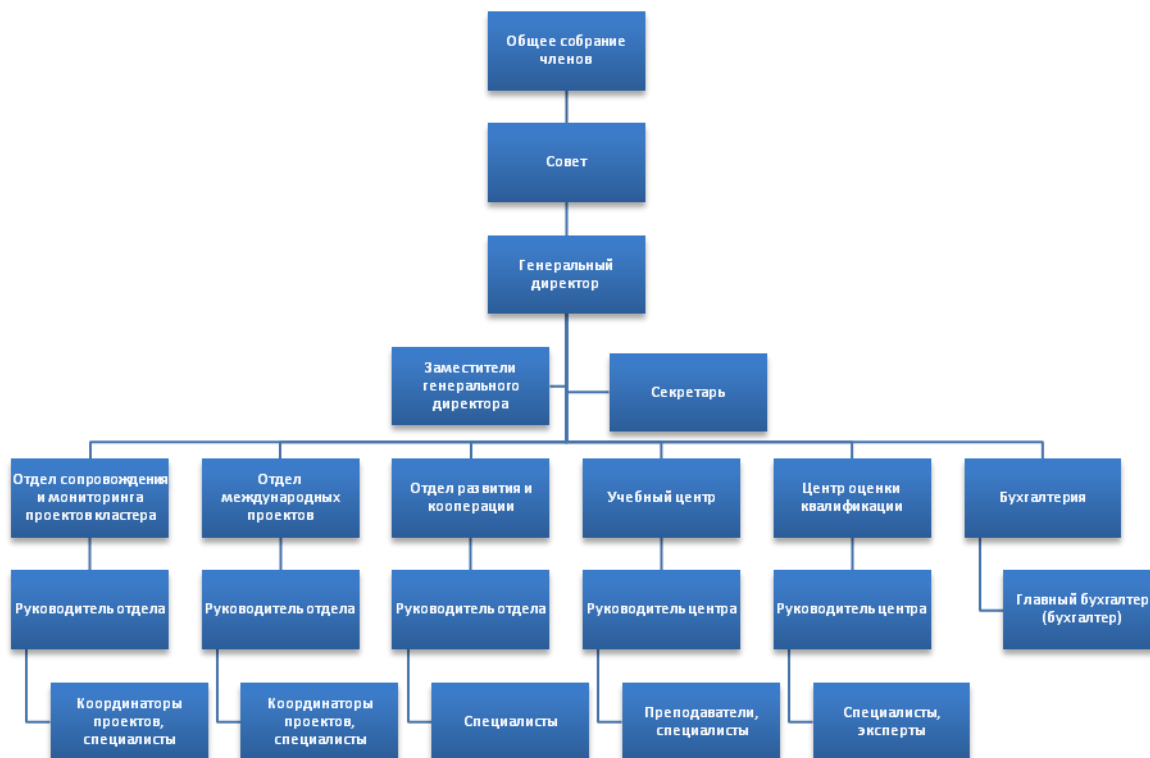 Общее собрание
членов
Совет
Генеральный
директор
Заместители
генерального
директора
Секретарь
Отдел сопровождения
и мониторинга
проектов кластера
Отдел
международных
проектов
Отдел развития и
кооперации
Учебный центр
Центр оценки
квалификации
Бухгалтерия
Руководитель отдела
Руководитель отдела
Руководитель отдела
Руководитель центра
Руководитель центра
Главный бухгалтер
(бухгалтер)
Координаторы
проектов,
специалисты
Координаторы
проектов,
специалисты
Специалисты
Преподаватели,
специалисты
Специалисты,
эксперты